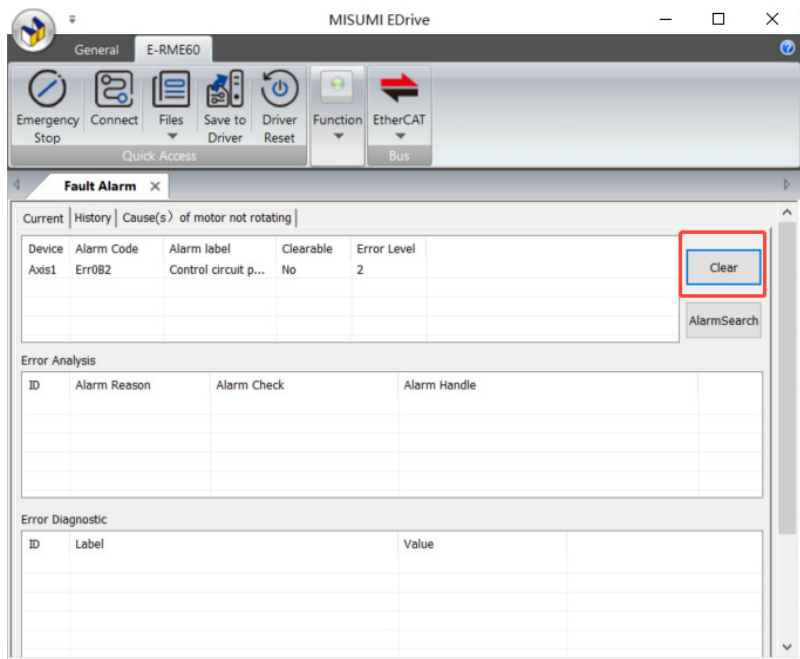 MISUMI EDrive
General E-RME60
Emergency Stop Connect Files Save to Driver Driver Reset Function EtherCAT
Quick Access Bus
Fault Alarm
Current History Cause(s） of motor not rotating
Device Alarm Code Alarm label Clearable Error Level
Axis1 Err0B2 Control circuit p... No 2
Clear
AlarmSearch
Error Analysis
ID Alarm Reason Alarm Check Alarm Handle
Error Diagnostic
ID Label Value